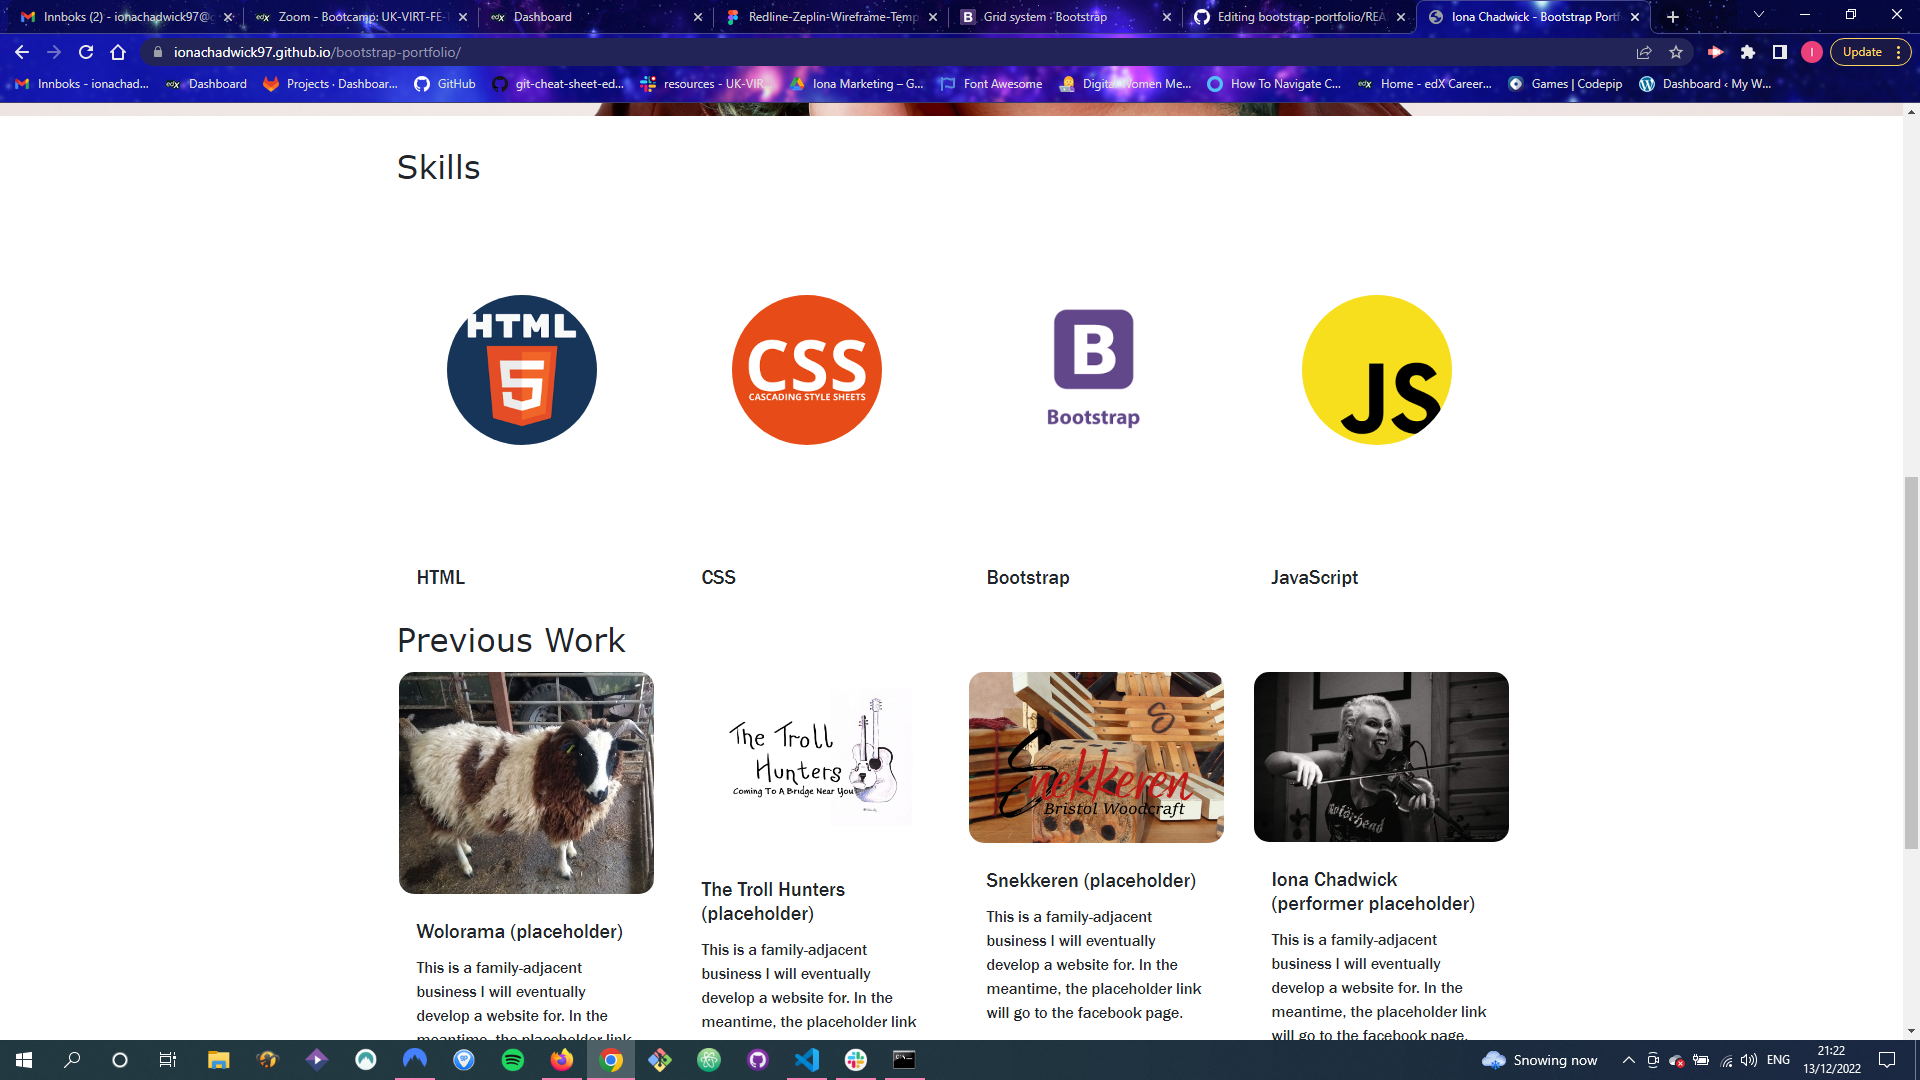 Innboks (2) - ionachadwick97@g
Zoom - Bootcamp: UK-VIRT-FE-
Dashboard
Redline-Zeplin-Wireframe-Temp
Grid system · Bootstrap
Editing bootstrap-portfolio/REA
Iona Chadwick - Bootstrap Portf
ionachadwick97.github.io/bootstrap-portfolio/
I
Update
Innboks - ionachad...
Dashboard
Projects · Dashboar...
GitHub
git-cheat-sheet-ed...
resources - UK-VIR...
Iona Marketing – G...
Font Awesome
Digital Women Me...
How To Navigate C...
Home - edX Career...
Games | Codepip
Dashboard ‹ My W...
Skills
HTML
5
CSS
CASCADING STYLE SHEETS
B
Bootstrap
JS
HTML
CSS
Bootstrap
JavaScript
Previous Work
The Troll
Hunters
Coming To A Bridge Near You
S
Snekkeren
Bristol Woodcraft
Motörhead
Wolorama (placeholder)
This is a family-adjacent
business I will eventually
develop a website for. In the
meantime, the placeholder link
The Troll Hunters
(placeholder)
This is a family-adjacent
business I will eventually
develop a website for. In the
meantime, the placeholder link
Snekkeren (placeholder)
This is a family-adjacent
business I will eventually
develop a website for. In the
meantime, the placeholder link
will go to the facebook page.
Iona Chadwick
(performer placeholder)
This is a family-adjacent
business I will eventually
develop a website for. In the
meantime, the placeholder link
will go to the facebook page.
Snowing now
ENG
21:22
13/12/2022